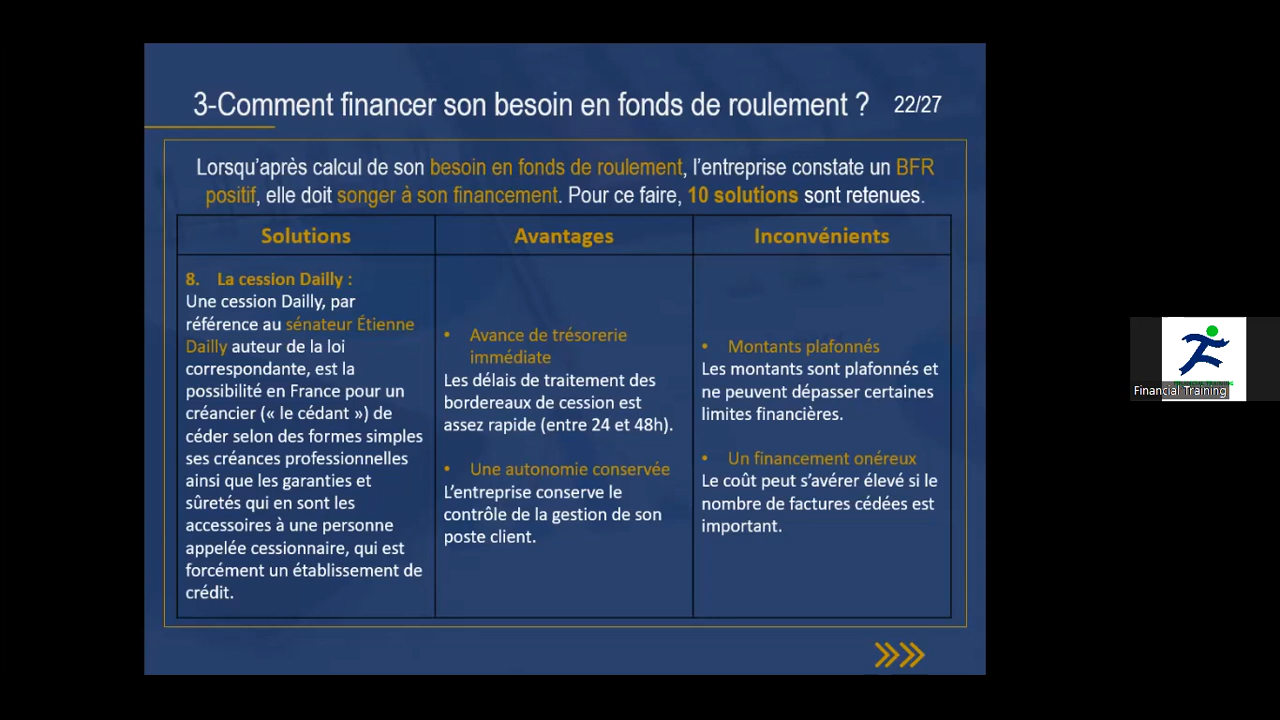 3-Comment financer son besoin en fonds de roulement ? 22/27
Lorsqu'après calcul de son besoin en fonds de roulement, l'entreprise constate un BFR
positif, elle doit songer à son financement. Pour ce faire, 10 solutions sont retenues.
Solutions
Avantages
Inconvénients
8. La cession Dailly :
Une cession Dailly, par
référence au sénateur Étienne
Dailly auteur de la loi
correspondante, est la
possibilité en France pour un
créancier (« le cédant ») de
céder selon des formes simples
ses créances professionnelles
ainsi que les garanties et
sûretés qui en sont les
accessoires à une personne
appelée cessionnaire, qui est
forcément un établissement de
crédit.
• Avance de trésorerie
immédiate
Les délais de traitement des
bordereaux de cession est
assez rapide (entre 24 et 48h).
• Une autonomie conservée
L'entreprise conserve le
contrôle de la gestion de son
poste client.
• Montants plafonnés
Les montants sont plafonnés et
ne peuvent dépasser certaines
limites financières.
• Un financement onéreux
Le coût peut s'avérer élevé si le
nombre de factures cédées est
important.
Financial Training